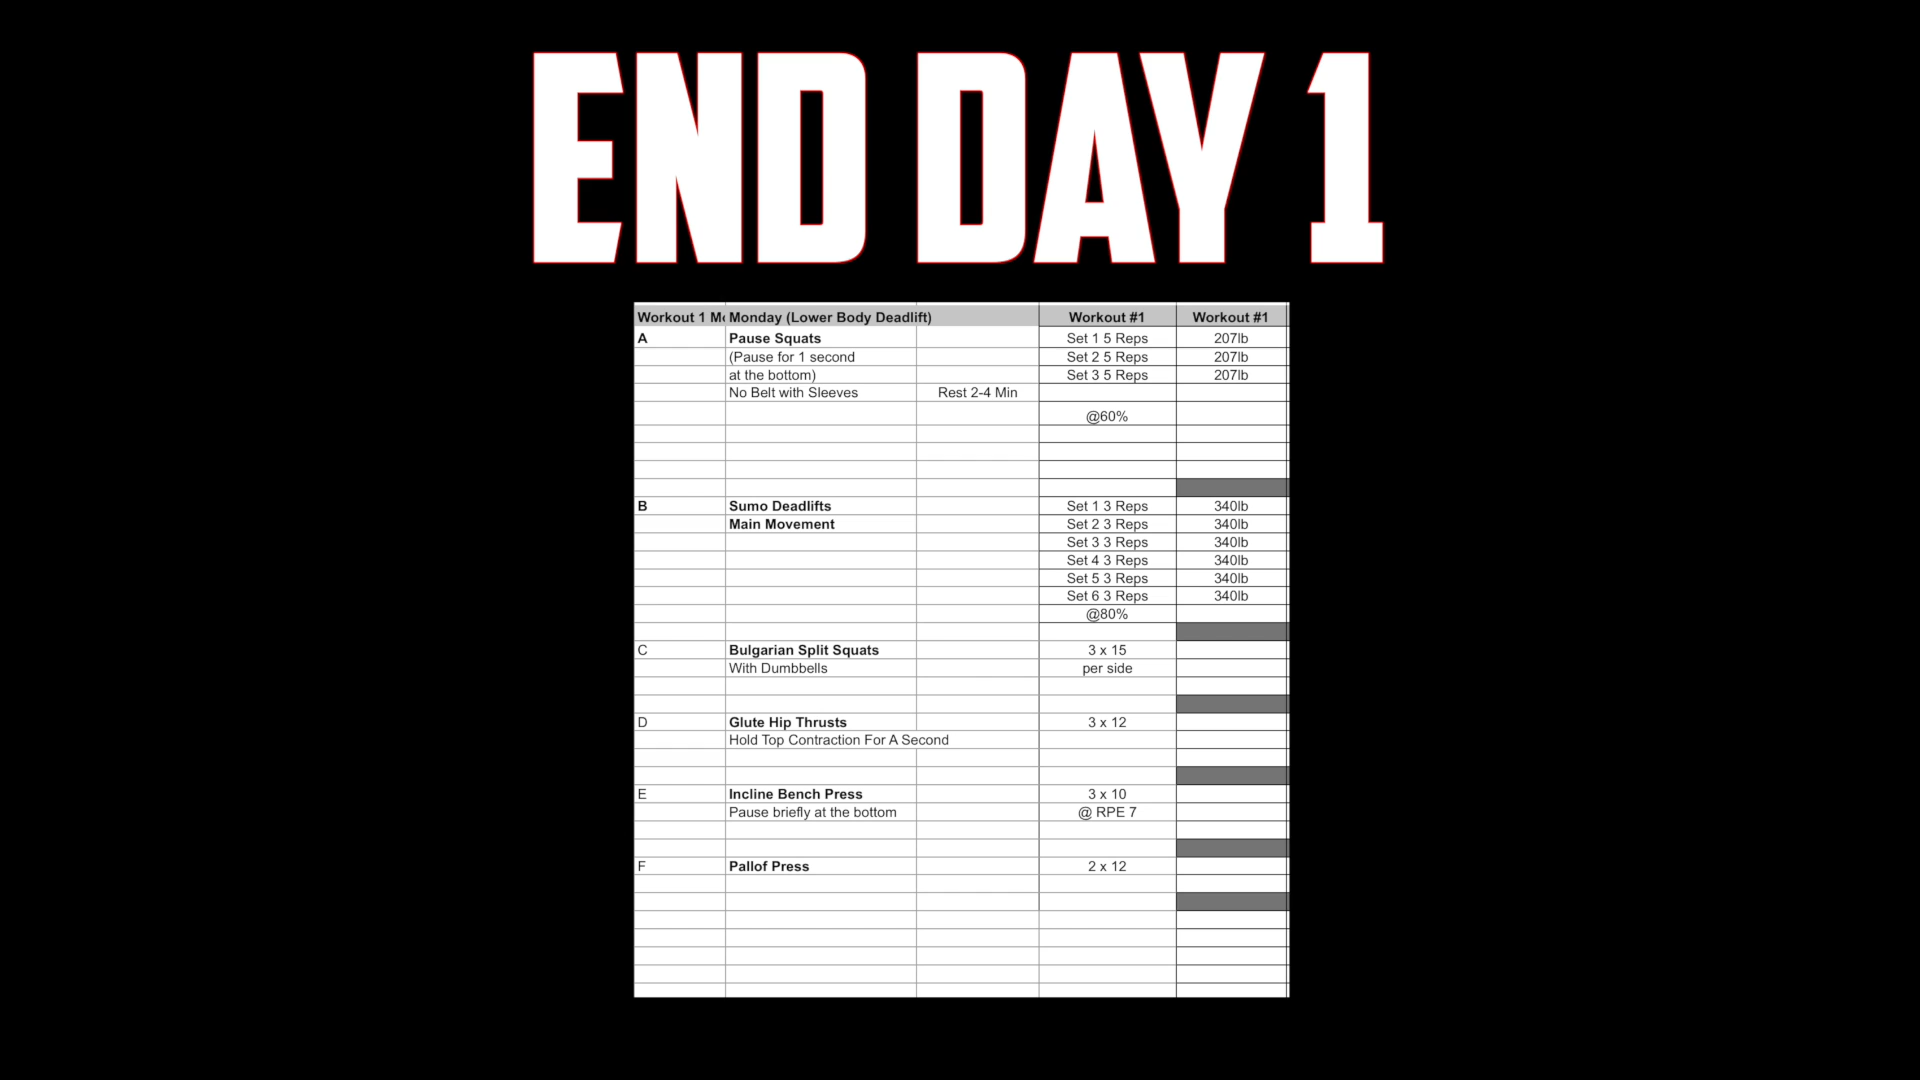 END DAY 1
Workout 1 Mo Monday (Lower Body Deadlift) Workout #1 Workout #1
A Pause Squats Set 1 5 Reps 207lb
(Pause for 1 second Set 2 5 Reps 207lb
at the bottom) Set 3 5 Reps 207lb
No Belt with Sleeves Rest 2-4 Min
@60%
B Sumo Deadlifts Set 1 3 Reps 340lb
Main Movement Set 2 3 Reps 340lb
Set 3 3 Reps 340lb
Set 4 3 Reps 340lb
Set 5 3 Reps 340lb
Set 6 3 Reps 340lb
@80%
C Bulgarian Split Squats 3 x 15
With Dumbbells per side
D Glute Hip Thrusts 3 x 12
Hold Top Contraction For A Second
E Incline Bench Press 3 x 10
Pause briefly at the bottom @ RPE 7
F Pallof Press 2 x 12